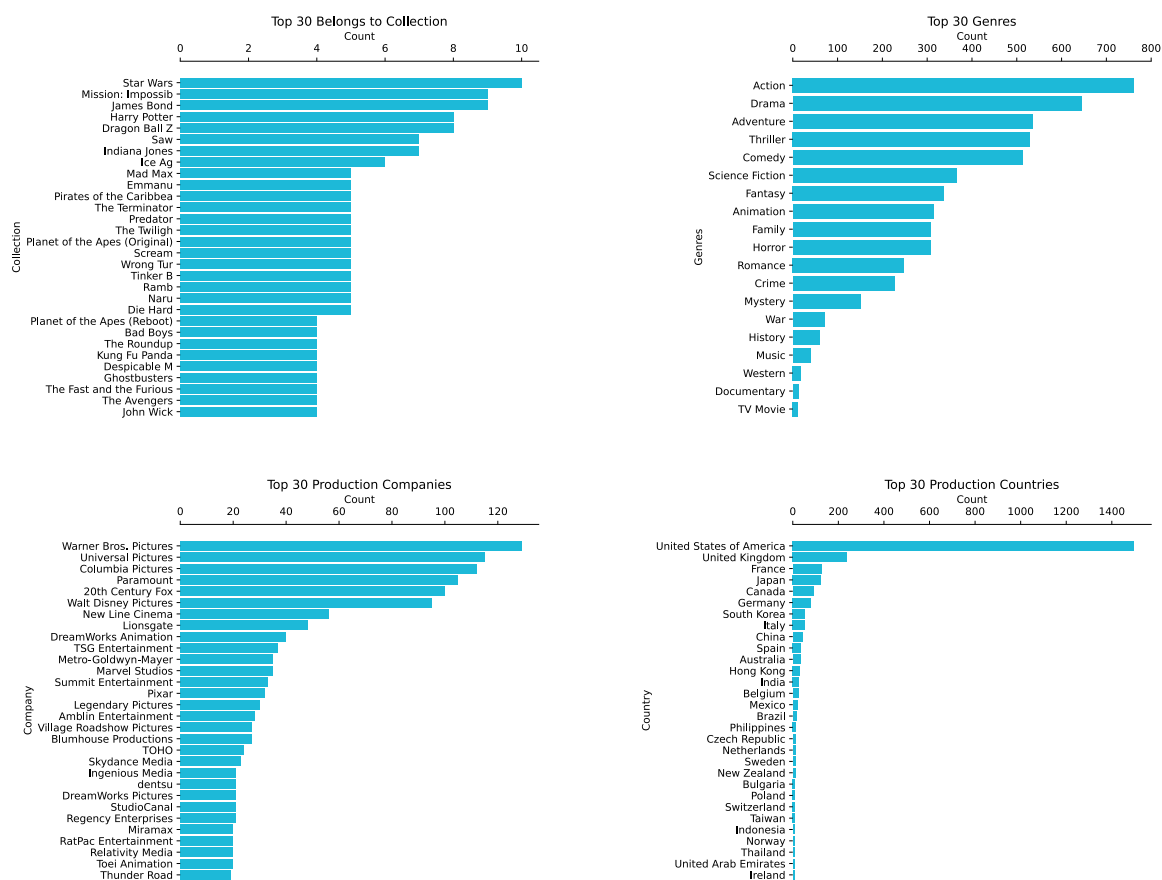 Top 30 Belongs to Collection
Count
0 2 4 6 8 10
Collection
Star Wars
Mission: Impossib
James Bond
Harry Potter
Dragon Ball Z
Saw
Indiana Jones
Ice Ag
Mad Max
Emmanu
Pirates of the Caribbea
The Terminator
Predator
The Twiligh
Planet of the Apes (Original)
Scream
Wrong Tur
Tinker B
Ramb
Naru
Die Hard
Planet of the Apes (Reboot)
Bad Boys
The Roundup
Kung Fu Panda
Despicable M
Ghostbusters
The Fast and the Furious
The Avengers
John Wick
Top 30 Genres
Count
0 100 200 300 400 500 600 700 800
Genres
Action
Drama
Adventure
Thriller
Comedy
Science Fiction
Fantasy
Animation
Family
Horror
Romance
Crime
Mystery
War
History
Music
Western
Documentary
TV Movie
Top 30 Production Companies
Count
0 20 40 60 80 100 120
Company
Warner Bros. Pictures
Universal Pictures
Columbia Pictures
Paramount
20th Century Fox
Walt Disney Pictures
New Line Cinema
Lionsgate
DreamWorks Animation
TSG Entertainment
Metro-Goldwyn-Mayer
Marvel Studios
Summit Entertainment
Pixar
Legendary Pictures
Amblin Entertainment
Village Roadshow Pictures
Blumhouse Productions
TOHO
Skydance Media
Ingenious Media
dentsu
DreamWorks Pictures
StudioCanal
Regency Enterprises
Miramax
RatPac Entertainment
Relativity Media
Toei Animation
Thunder Road
Top 30 Production Countries
Count
0 200 400 600 800 1000 1200 1400
Country
United States of America
United Kingdom
France
Japan
Canada
Germany
South Korea
Italy
China
Spain
Australia
Hong Kong
India
Belgium
Mexico
Brazil
Philippines
Czech Republic
Netherlands
Sweden
New Zealand
Bulgaria
Poland
Switzerland
Taiwan
Indonesia
Norway
Thailand
United Arab Emirates
Ireland